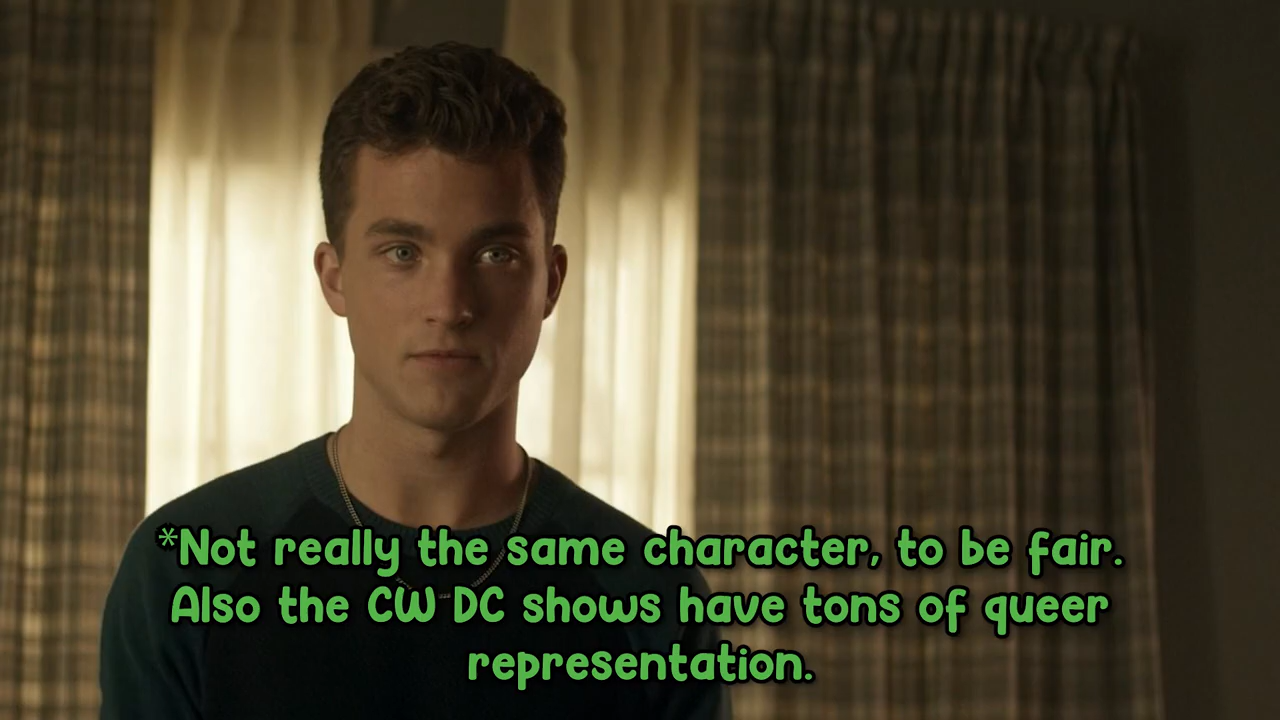 *Not really the same character, to be fair.
Also the CW DC shows have tons of queer
representation.